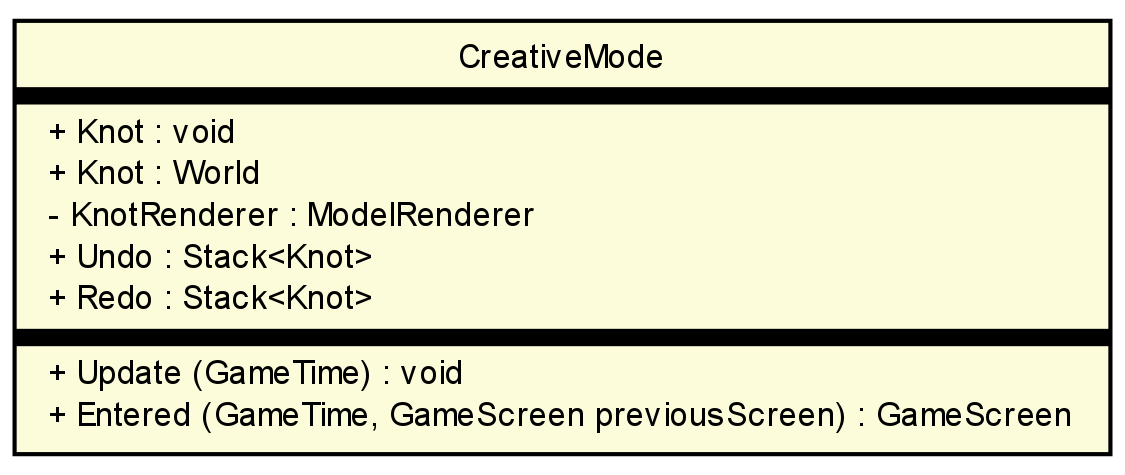 CreativeMode
+ Knot : void
+ Knot : World
- KnotRenderer : ModelRenderer
+ Undo : Stack<Knot>
+ Redo : Stack<Knot>
+ Update (GameTime) : void
+ Entered (GameTime, GameScreen previousScreen) : GameScreen